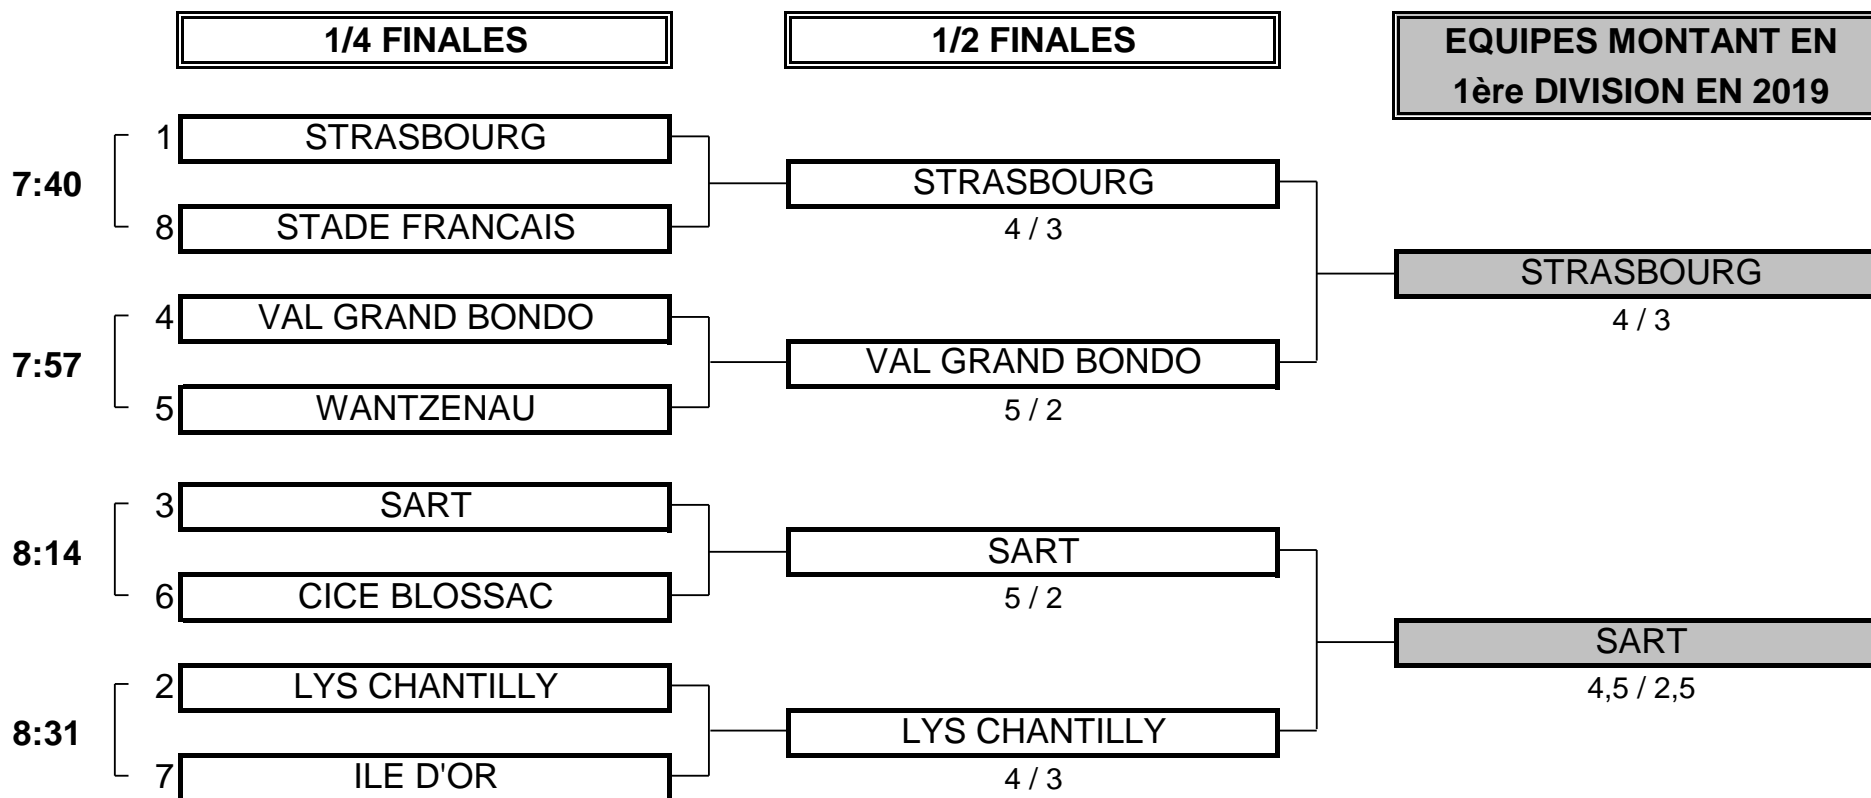 1/4 FINALES
1/2 FINALES
EQUIPES MONTANT EN
1ère DIVISION EN 2019
7:40
1 STRASBOURG
8 STADE FRANCAIS
STRASBOURG
4 / 3
7:57
4 VAL GRAND BONDO
5 WANTZENAU
VAL GRAND BONDO
5 / 2
STRASBOURG
4 / 3
8:14
3 SART
6 CICE BLOSSAC
SART
5 / 2
8:31
2 LYS CHANTILLY
7 ILE D'OR
LYS CHANTILLY
4 / 3
SART
4,5 / 2,5